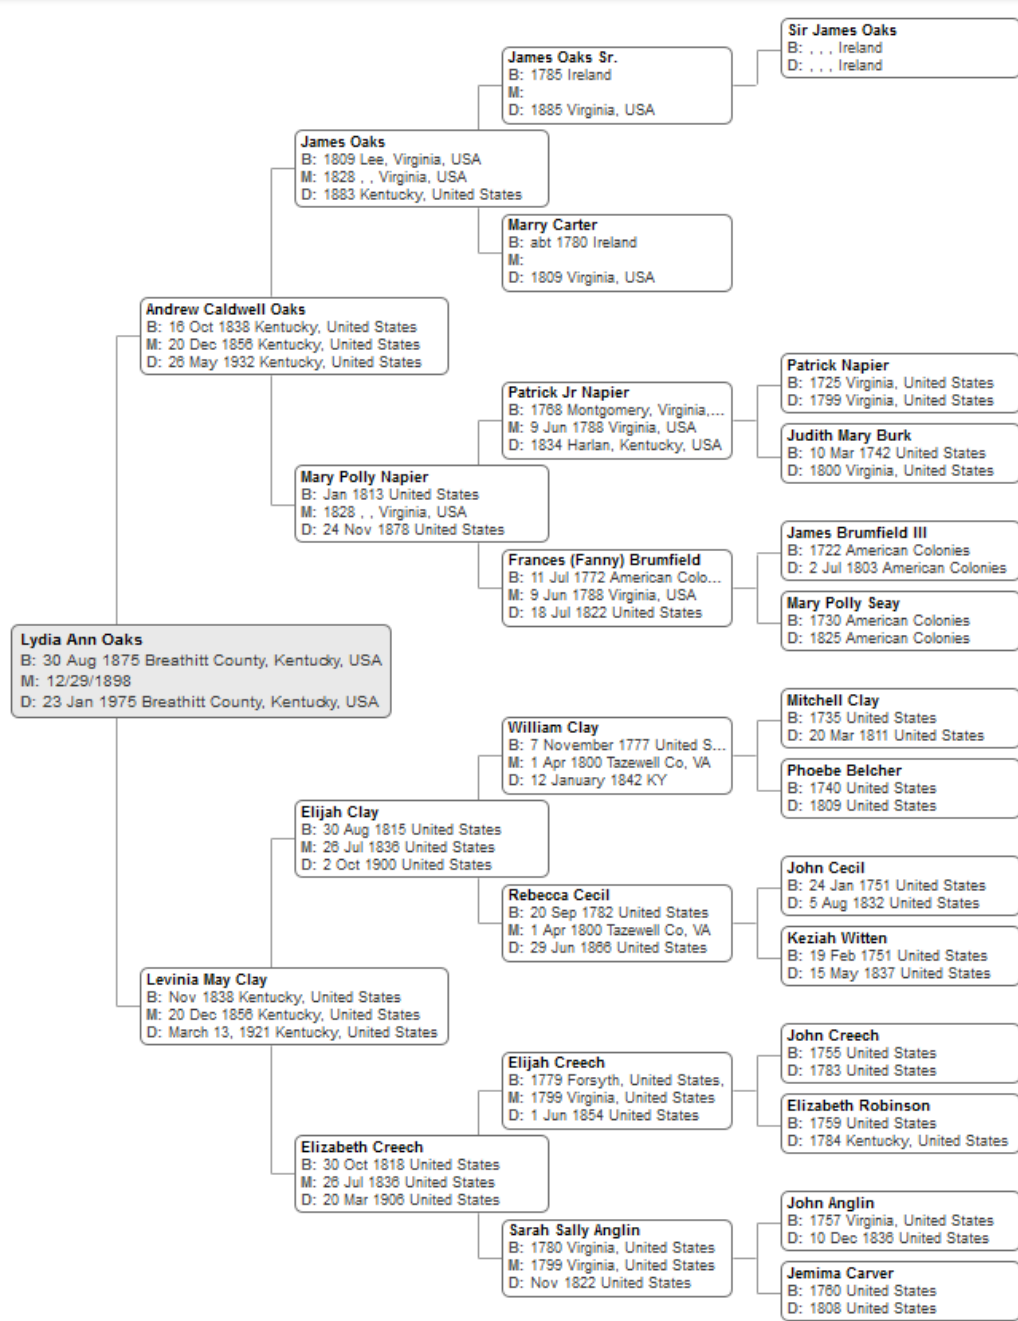 Sir James Oaks
B: , , , Ireland
D: , , , Ireland
James Oaks Sr.
B: 1785 Ireland
M:
D: 1885 Virginia, USA
James Oaks
B: 1809 Lee, Virginia, USA
M: 1828 , , Virginia, USA
D: 1883 Kentucky, United States
Marry Carter
B: abt 1780 Ireland
M:
D: 1809 Virginia, USA
Andrew Caldwell Oaks
B: 16 Oct 1838 Kentucky, United States
M: 20 Dec 1856 Kentucky, United States
D: 26 May 1932 Kentucky, United States
Patrick Napier
B: 1725 Virginia, United States
D: 1799 Virginia, United States
Patrick Jr Napier
B: 1768 Montgomery, Virginia,...
M: 9 Jun 1788 Virginia, USA
D: 1834 Harlan, Kentucky, USA
Judith Mary Burk
B: 10 Mar 1742 United States
D: 1800 Virginia, United States
Mary Polly Napier
B: Jan 1813 United States
M: 1828 , , Virginia, USA
D: 24 Nov 1878 United States
James Brumfield III
B: 1722 American Colonies
D: 2 Jul 1803 American Colonies
Frances (Fanny) Brumfield
B: 11 Jul 1772 American Colo...
M: 9 Jun 1788 Virginia, USA
D: 18 Jul 1822 United States
Mary Polly Seay
B: 1730 American Colonies
D: 1825 American Colonies
Lydia Ann Oaks
B: 30 Aug 1875 Breathitt County, Kentucky, USA
M: 12/29/1898
D: 23 Jan 1975 Breathitt County, Kentucky, USA
Mitchell Clay
B: 1735 United States
D: 20 Mar 1811 United States
William Clay
B: 7 November 1777 United S...
M: 1 Apr 1800 Tazewell Co, VA
D: 12 January 1842 KY
Phoebe Belcher
B: 1740 United States
D: 1809 United States
Elijah Clay
B: 30 Aug 1815 United States
M: 26 Jul 1836 United States
D: 2 Oct 1900 United States
John Cecil
B: 24 Jan 1751 United States
D: 5 Aug 1832 United States
Rebecca Cecil
B: 20 Sep 1782 United States
M: 1 Apr 1800 Tazewell Co, VA
D: 29 Jun 1866 United States
Keziah Witten
B: 19 Feb 1751 United States
D: 15 May 1837 United States
Levinia May Clay
B: Nov 1838 Kentucky, United States
M: 20 Dec 1856 Kentucky, United States
D: March 13, 1921 Kentucky, United States
John Creech
B: 1755 United States
D: 1783 United States
Elijah Creech
B: 1779 Forsyth, United States,
M: 1799 Virginia, United States
D: 1 Jun 1854 United States
Elizabeth Robinson
B: 1759 United States
D: 1784 Kentucky, United States
Elizabeth Creech
B: 30 Oct 1818 United States
M: 26 Jul 1836 United States
D: 20 Mar 1906 United States
John Anglin
B: 1757 Virginia, United States
D: 10 Dec 1836 United States
Sarah Sally Anglin
B: 1780 Virginia, United States
M: 1799 Virginia, United States
D: Nov 1822 United States
Jemima Carver
B: 1760 United States
D: 1808 United States